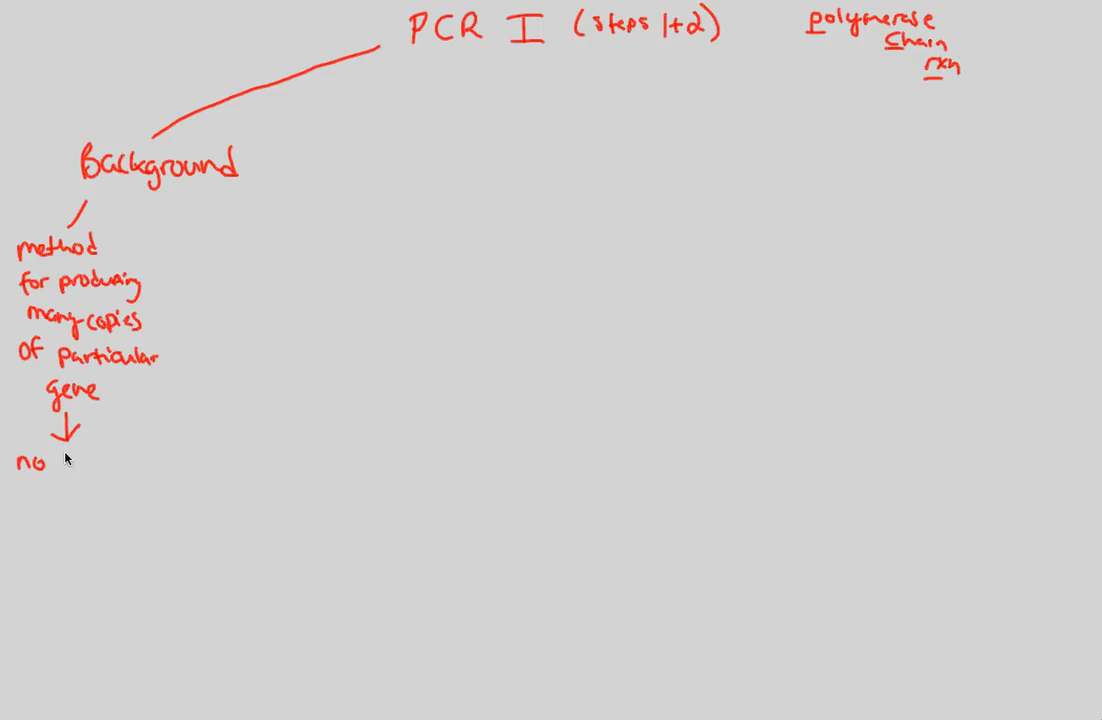 PCR I (steps 1+2)
polymerase
chain
rxn
Background
method
for producing
many copies
of particular
gene
no